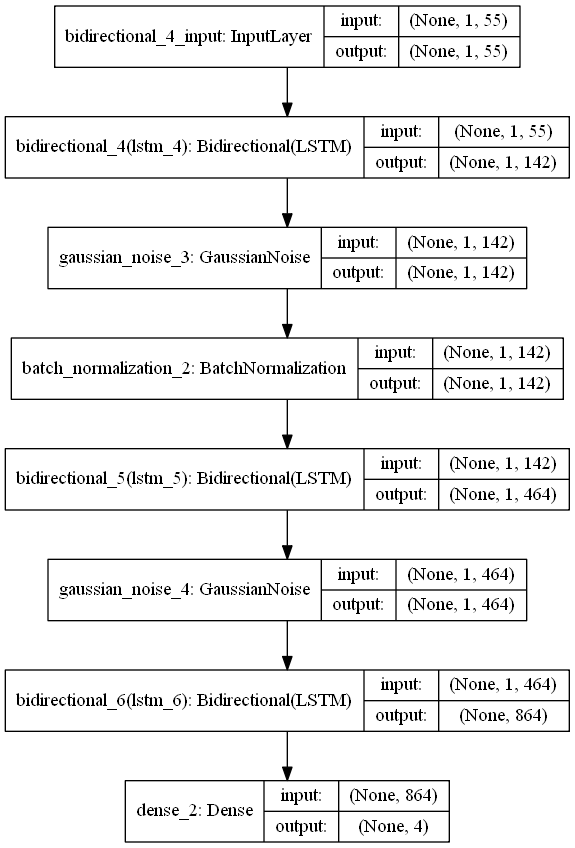 bidirectional_4_input: InputLayer
input: (None, 1, 55)
output: (None, 1, 55)
bidirectional_4(lstm_4): Bidirectional(LSTM)
input: (None, 1, 55)
output: (None, 1, 142)
gaussian_noise_3: GaussianNoise
input: (None, 1, 142)
output: (None, 1, 142)
batch_normalization_2: BatchNormalization
input: (None, 1, 142)
output: (None, 1, 142)
bidirectional_5(lstm_5): Bidirectional(LSTM)
input: (None, 1, 142)
output: (None, 1, 464)
gaussian_noise_4: GaussianNoise
input: (None, 1, 464)
output: (None, 1, 464)
bidirectional_6(lstm_6): Bidirectional(LSTM)
input: (None, 1, 464)
output: (None, 864)
dense_2: Dense
input: (None, 864)
output: (None, 4)